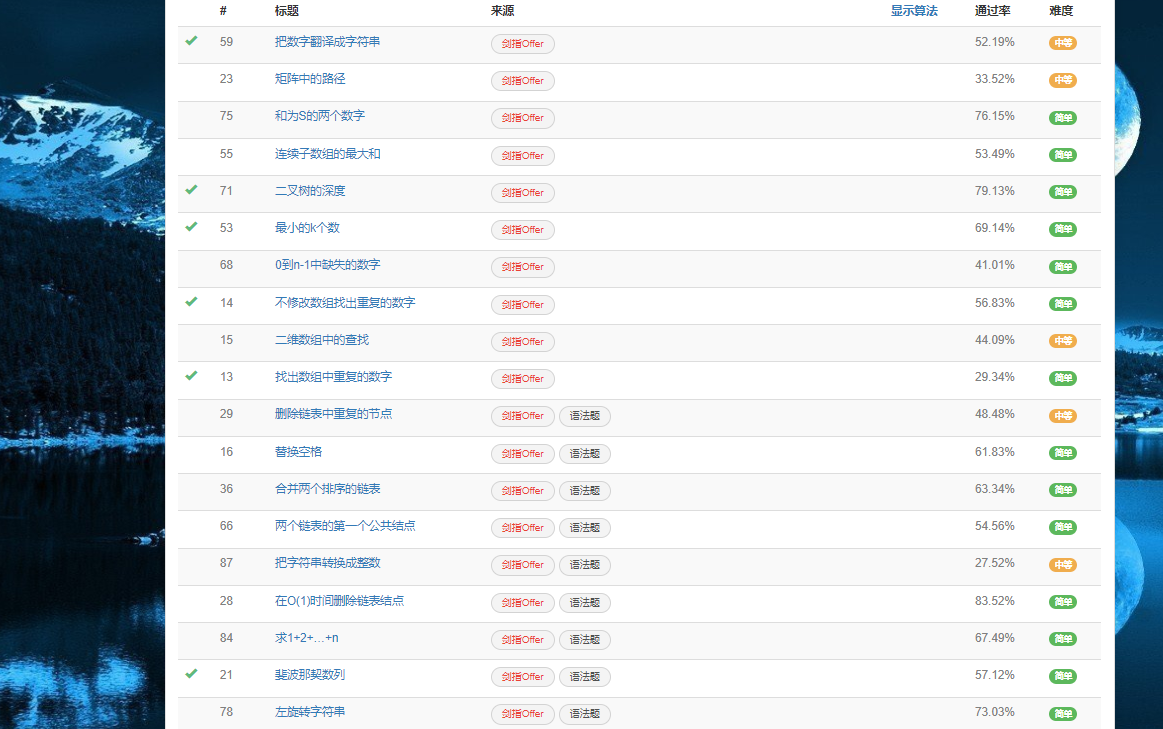 # 标题 来源 显示算法 通过率 难度
59 把数字翻译成字符串 剑指Offer 52.19% 中等
23 矩阵中的路径 剑指Offer 33.52% 中等
75 和为S的两个数字 剑指Offer 76.15% 简单
55 连续子数组的最大和 剑指Offer 53.49% 简单
71 二叉树的深度 剑指Offer 79.13% 简单
53 最小的k个数 剑指Offer 69.14% 简单
68 0到n-1中缺失的数字 剑指Offer 41.01% 简单
14 不修改数组找出重复的数字 剑指Offer 56.83% 简单
15 二维数组中的查找 剑指Offer 44.09% 中等
13 找出数组中重复的数字 剑指Offer 29.34% 简单
29 删除链表中重复的节点 剑指Offer 语法题 48.48% 中等
16 替换空格 剑指Offer 语法题 61.83% 简单
36 合并两个排序的链表 剑指Offer 语法题 63.34% 简单
66 两个链表的第一个公共结点 剑指Offer 语法题 54.56% 简单
87 把字符串转换成整数 剑指Offer 语法题 27.52% 中等
28 在O(1)时间删除链表结点 剑指Offer 语法题 83.52% 简单
84 求1+2+…+n 剑指Offer 语法题 67.49% 简单
21 斐波那契数列 剑指Offer 语法题 57.12% 简单
78 左旋转字符串 剑指Offer 语法题 73.03% 简单